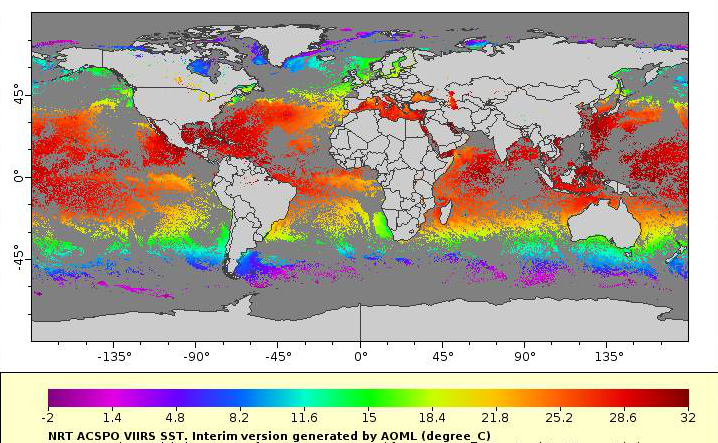 45°
0°
-45°
-135° -90° -45° 0° 45° 90° 135°
-2 1.4 4.8 8.2 11.6 15 18.4 21.8 25.2 28.6 32
NRT ACSPO VIIRS SST. Interim version generated by AOML (degree_C)